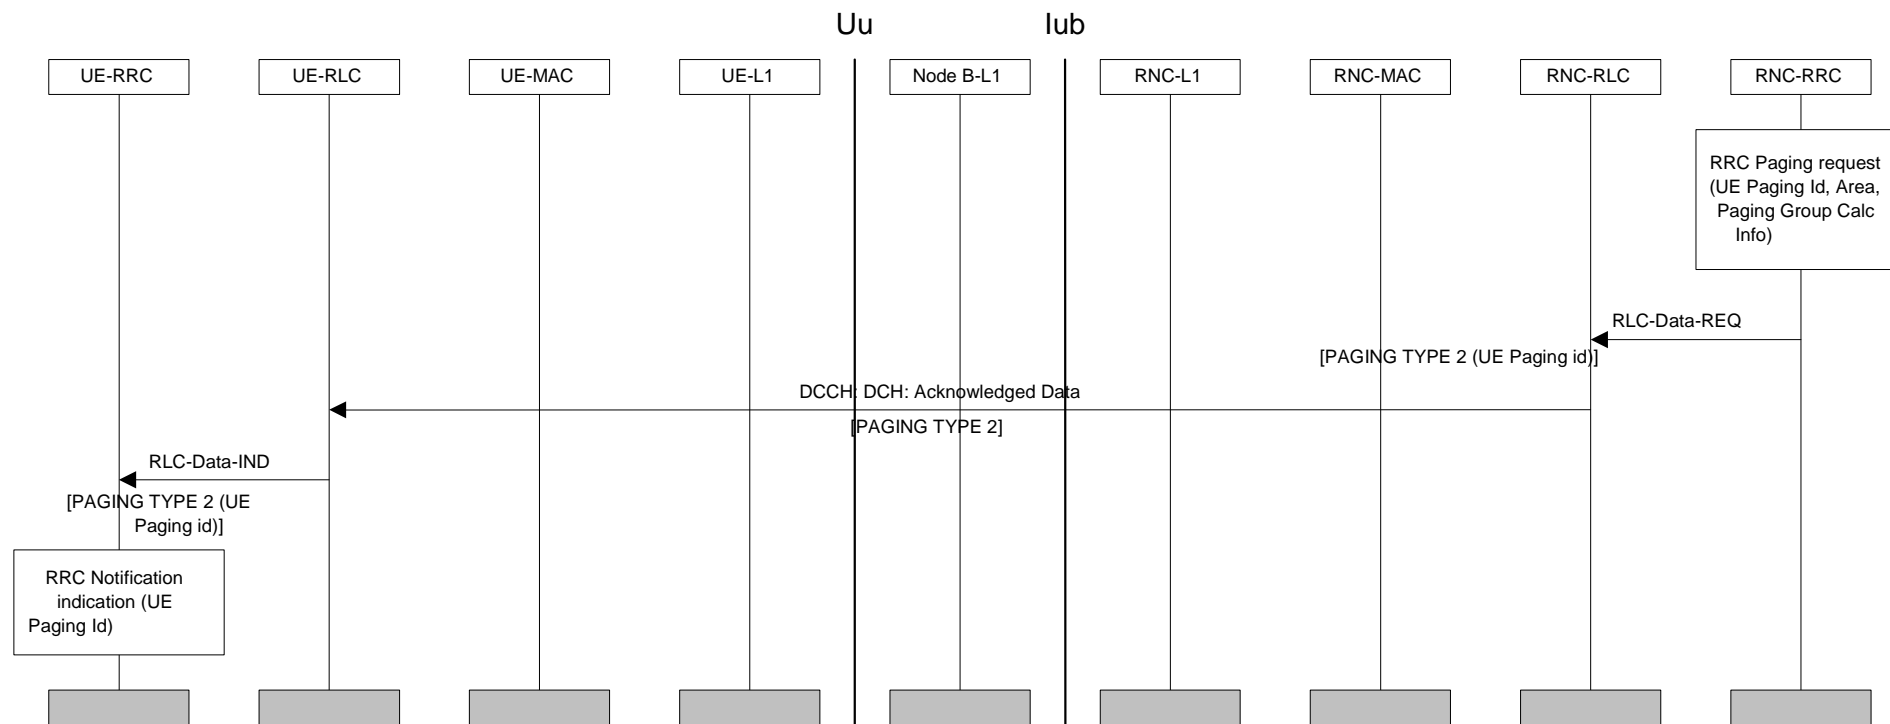 Uu
Iub
UE-RRC
UE-RLC
UE-MAC
UE-L1
Node B-L1
RNC-L1
RNC-MAC
RNC-RLC
RNC-RRC
RRC Paging request
(UE Paging Id, Area,
Paging Group Calc
Info)
RLC-Data-REQ
[PAGING TYPE 2 (UE Paging id)]
DCCH: DCH: Acknowledged Data
[PAGING TYPE 2]
RLC-Data-IND
[PAGING TYPE 2 (UE
Paging id)]
RRC Notification
indication (UE
Paging Id)